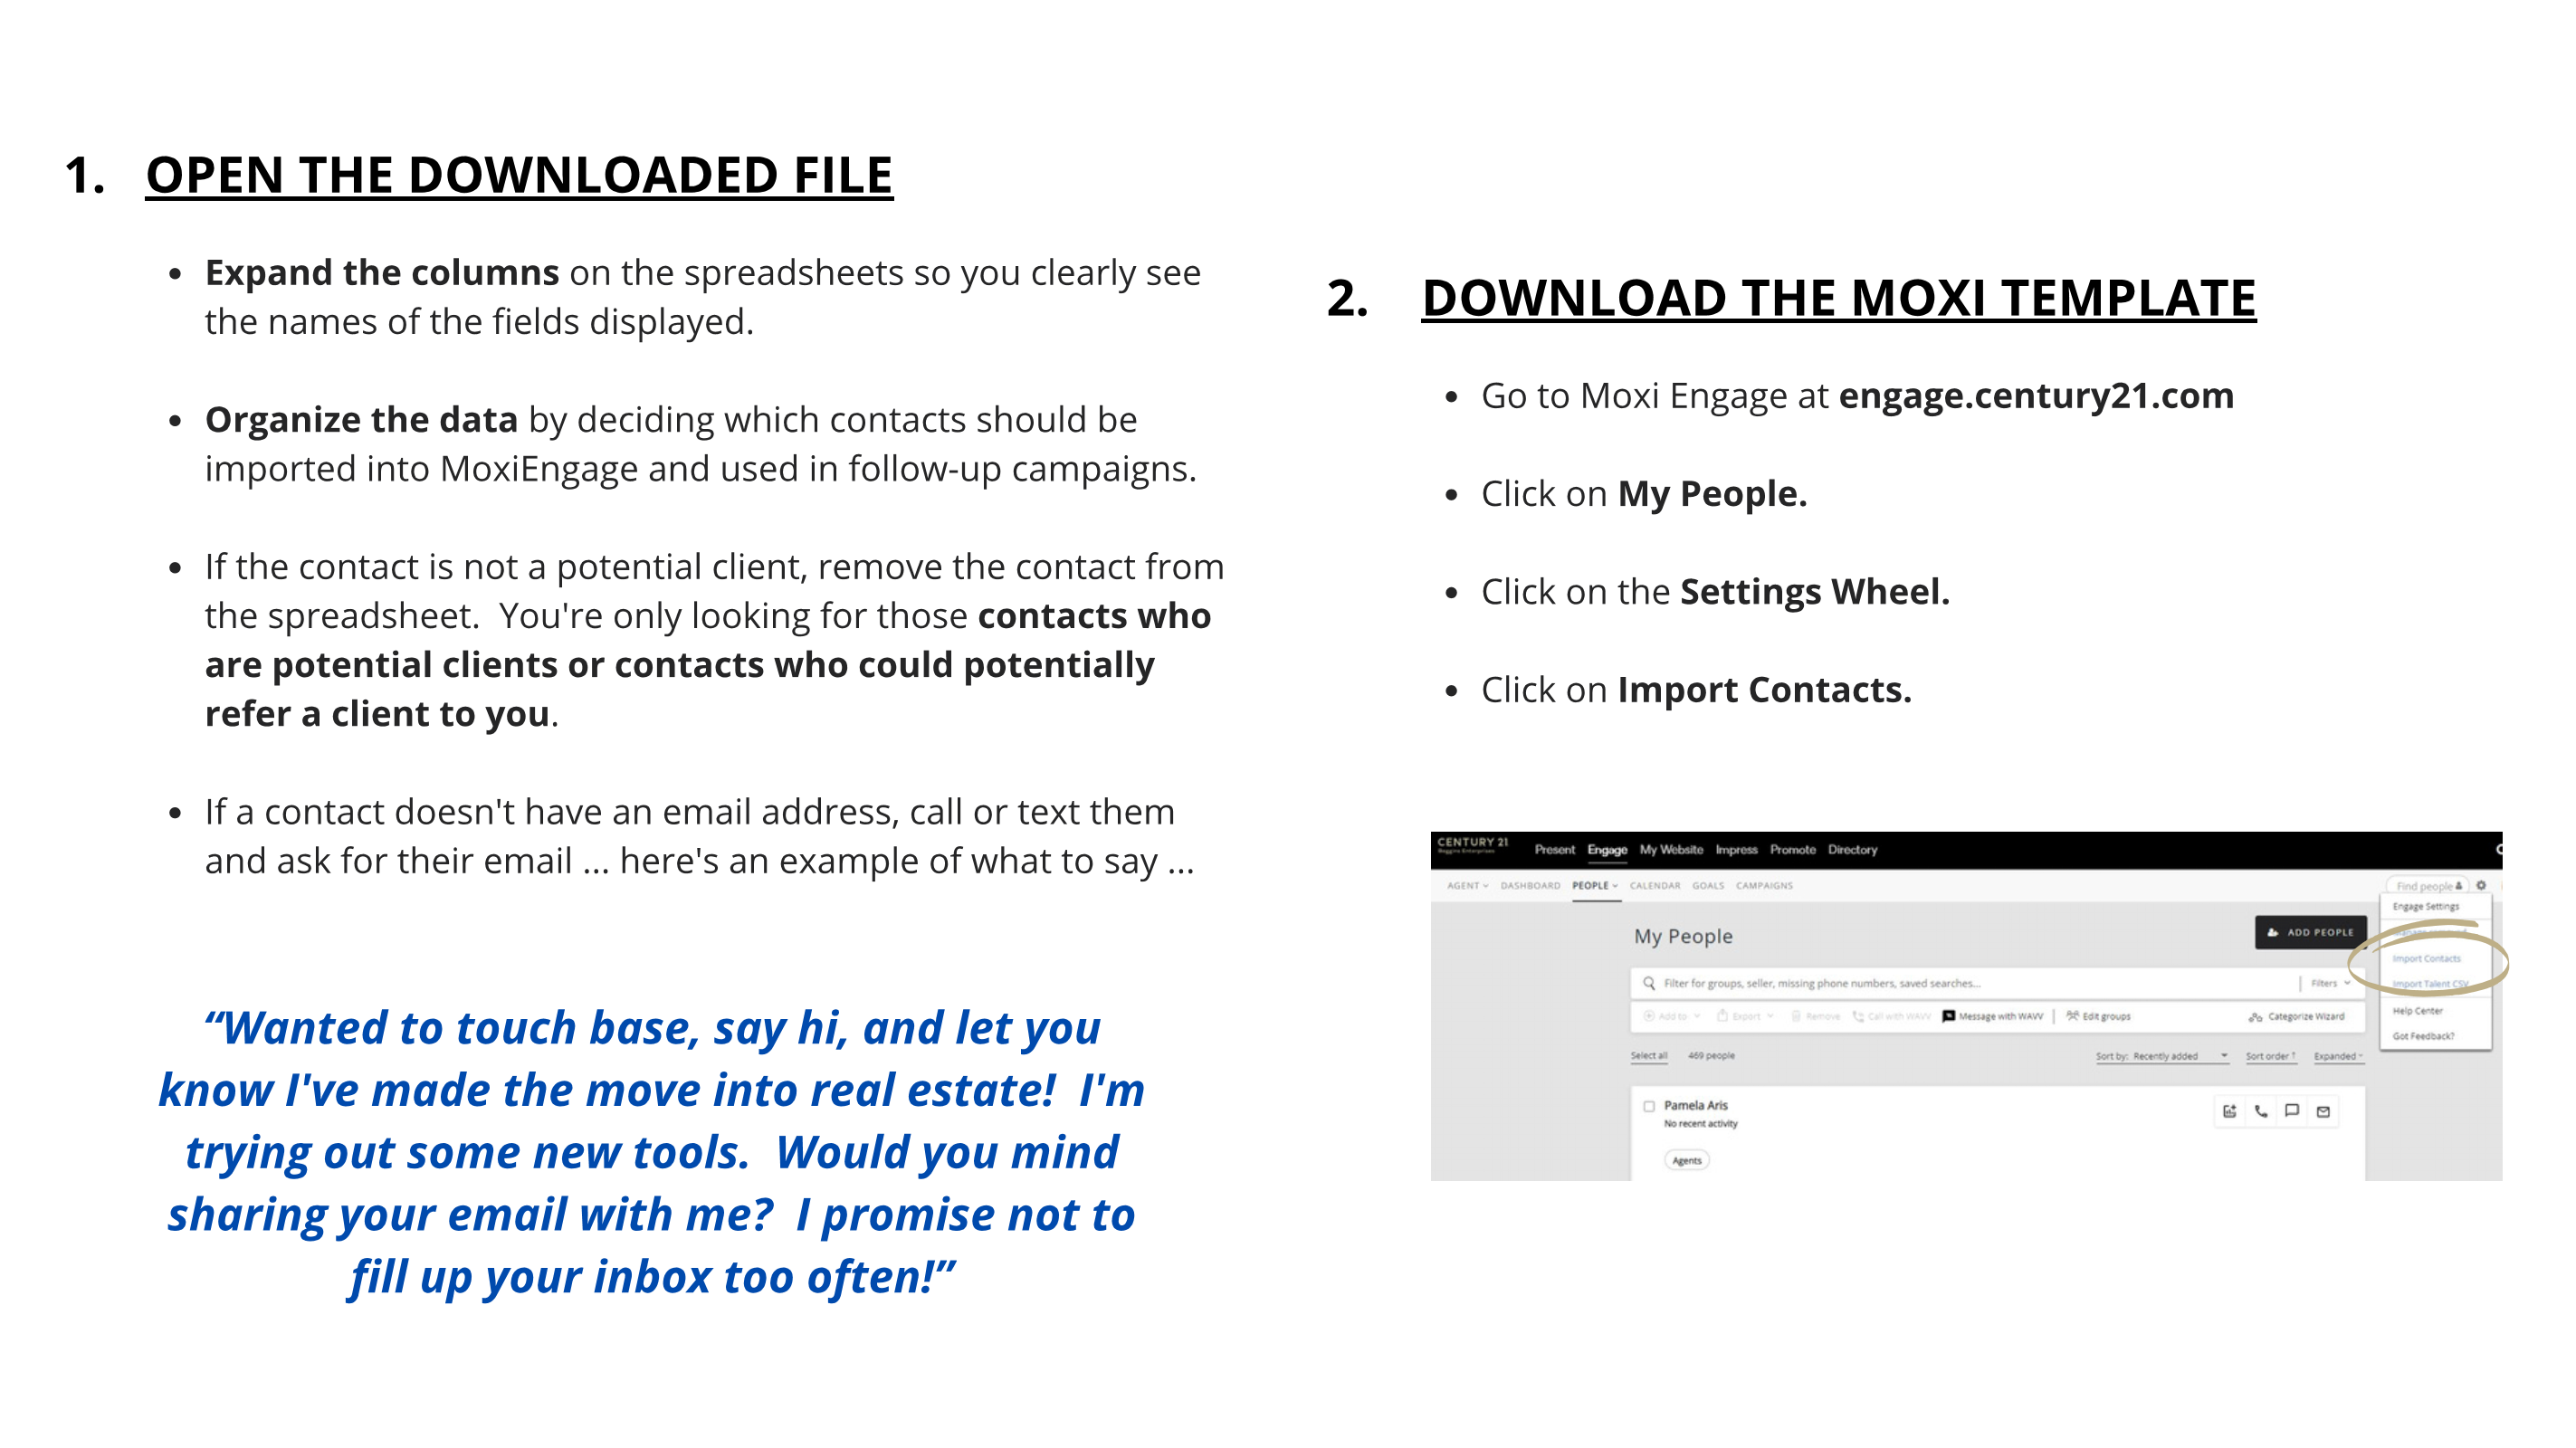 1. OPEN THE DOWNLOADED FILE
• Expand the columns on the spreadsheets so you clearly see
the names of the fields displayed.
• Organize the data by deciding which contacts should be
imported into MoxiEngage and used in follow-up campaigns.
• If the contact is not a potential client, remove the contact from
the spreadsheet.  You're only looking for those contacts who
are potential clients or contacts who could potentially
refer a client to you.
• If a contact doesn't have an email address, call or text them
and ask for their email ... here's an example of what to say ...
“Wanted to touch base, say hi, and let you
know I've made the move into real estate!  I'm
trying out some new tools.  Would you mind
sharing your email with me?  I promise not to
fill up your inbox too often!”
2. DOWNLOAD THE MOXI TEMPLATE
• Go to Moxi Engage at engage.century21.com
• Click on My People.
• Click on the Settings Wheel.
• Click on Import Contacts.
CENTURY 21
Present Engage My Website Impress Promote Directory
AGENT DASHBOARD PEOPLE CALENDAR GOALS CAMPAIGNS
Find people
Engage Settings
Import Contacts
Import Talent CSV
Help Center
Got Feedback?
My People
ADD PEOPLE
Filter for groups, seller, missing phone numbers, saved searches...
Filters
Add to Export Remove Call with WAVV Message with WAVV Edit groups Categorize Wizard
Select all 469 people Sort by: Recently added Sort order ↑ Expanded
Pamela Aris
No recent activity
Agents